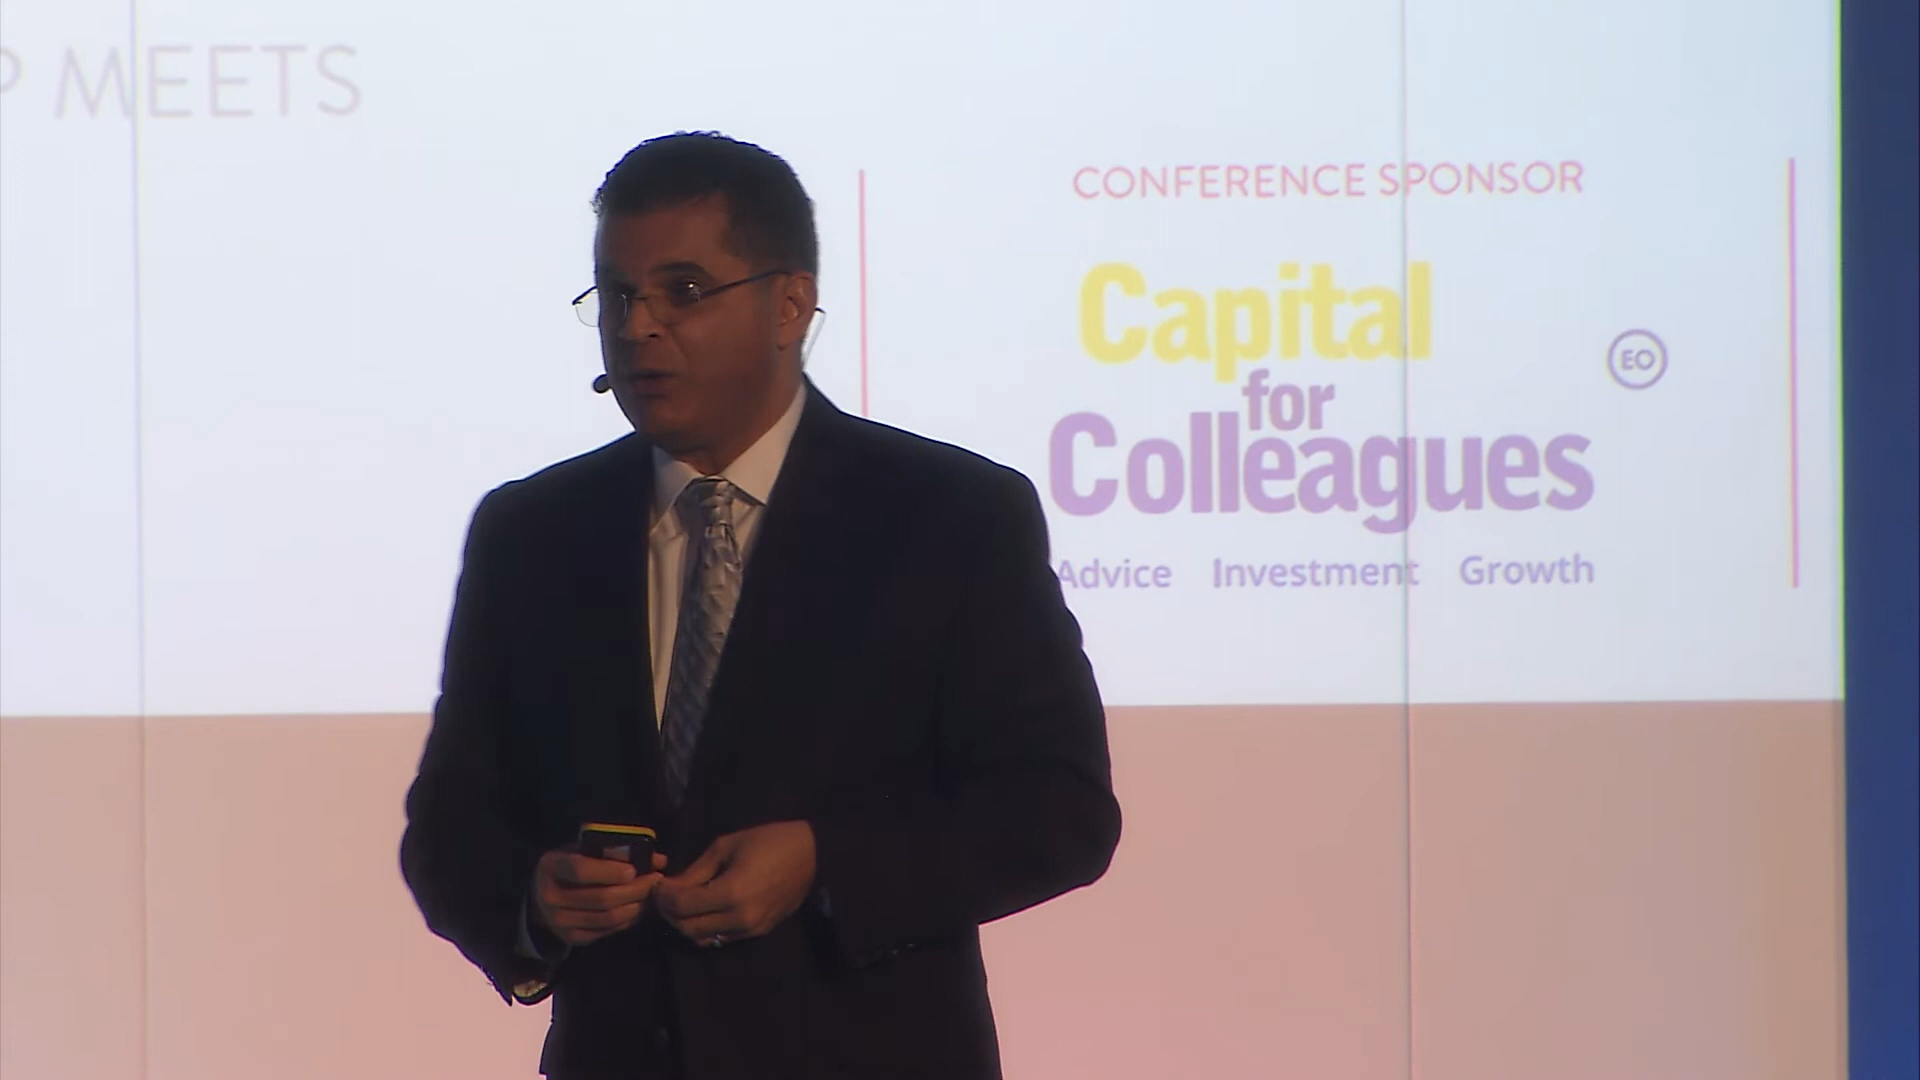 P MEETS
CONFERENCE SPONSOR
Capital
for
Colleagues
EO
Advice Investment Growth